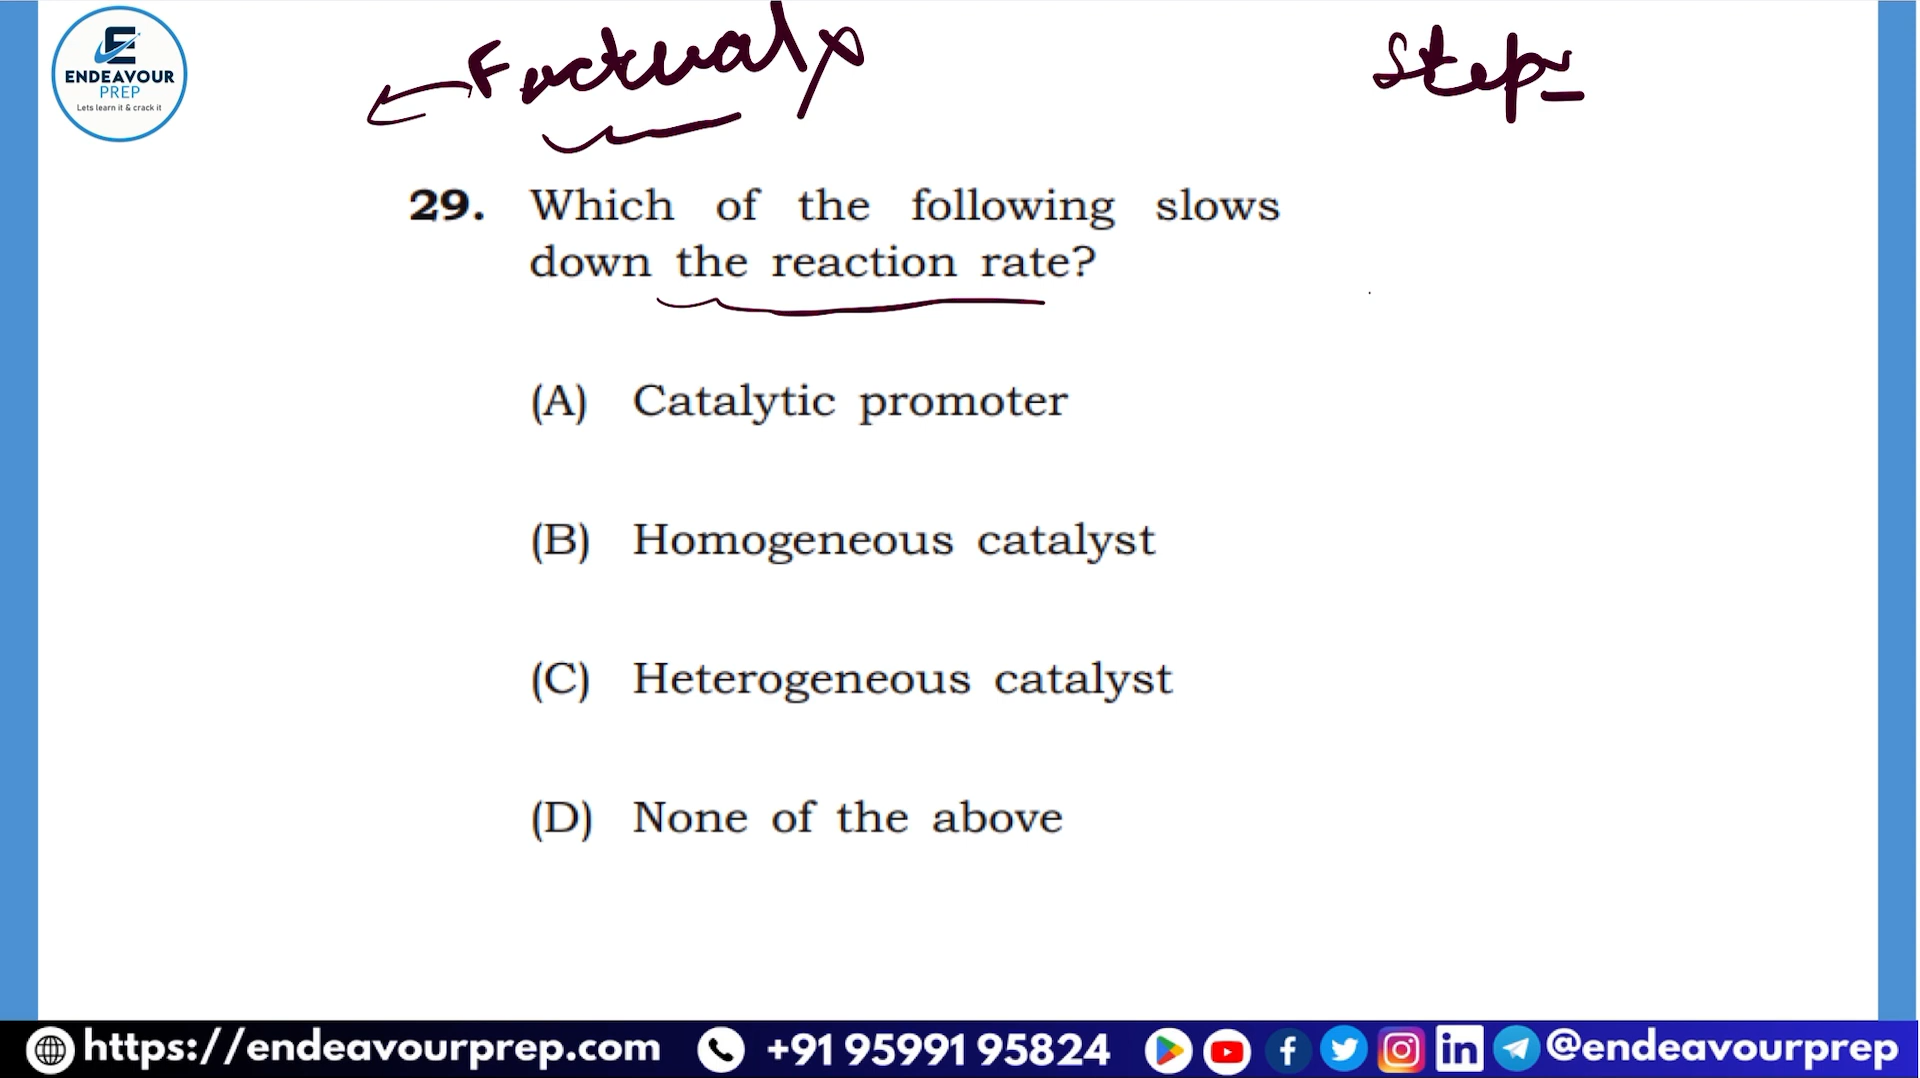 ENDEAVOUR
PREP
Lets learn it & crack it
Factual
Step
29. Which of the following slows
down the reaction rate?
(A) Catalytic promoter
(B) Homogeneous catalyst
(C) Heterogeneous catalyst
(D) None of the above
https://endeavourprep.com +91 95991 95824 @endeavourprep